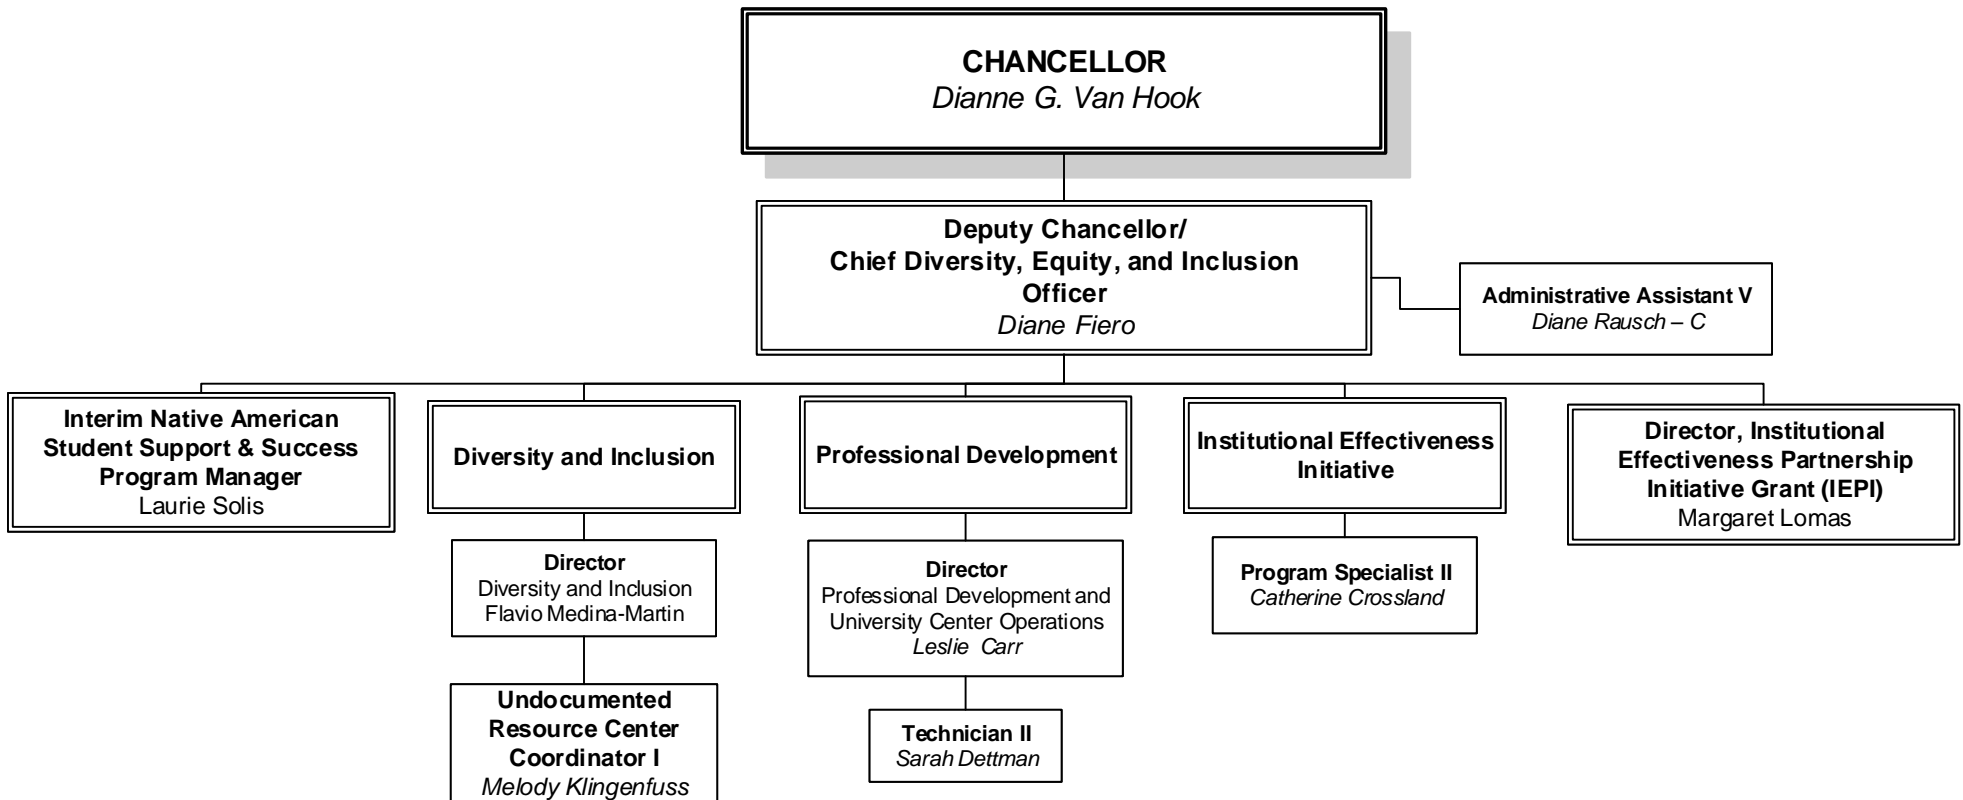 CHANCELLOR
Dianne G. Van Hook
Deputy Chancellor/
Chief Diversity, Equity, and Inclusion
Officer
Diane Fiero
Administrative Assistant V
Diane Rausch – C
Interim Native American
Student Support & Success
Program Manager
Laurie Solis
Diversity and Inclusion
Professional Development
Institutional Effectiveness
Initiative
Director, Institutional
Effectiveness Partnership
Initiative Grant (IEPI)
Margaret Lomas
Director
Diversity and Inclusion
Flavio Medina-Martin
Director
Professional Development and
University Center Operations
Leslie Carr
Program Specialist II
Catherine Crossland
Undocumented
Resource Center
Coordinator I
Melody Klingenfuss
Technician II
Sarah Dettman